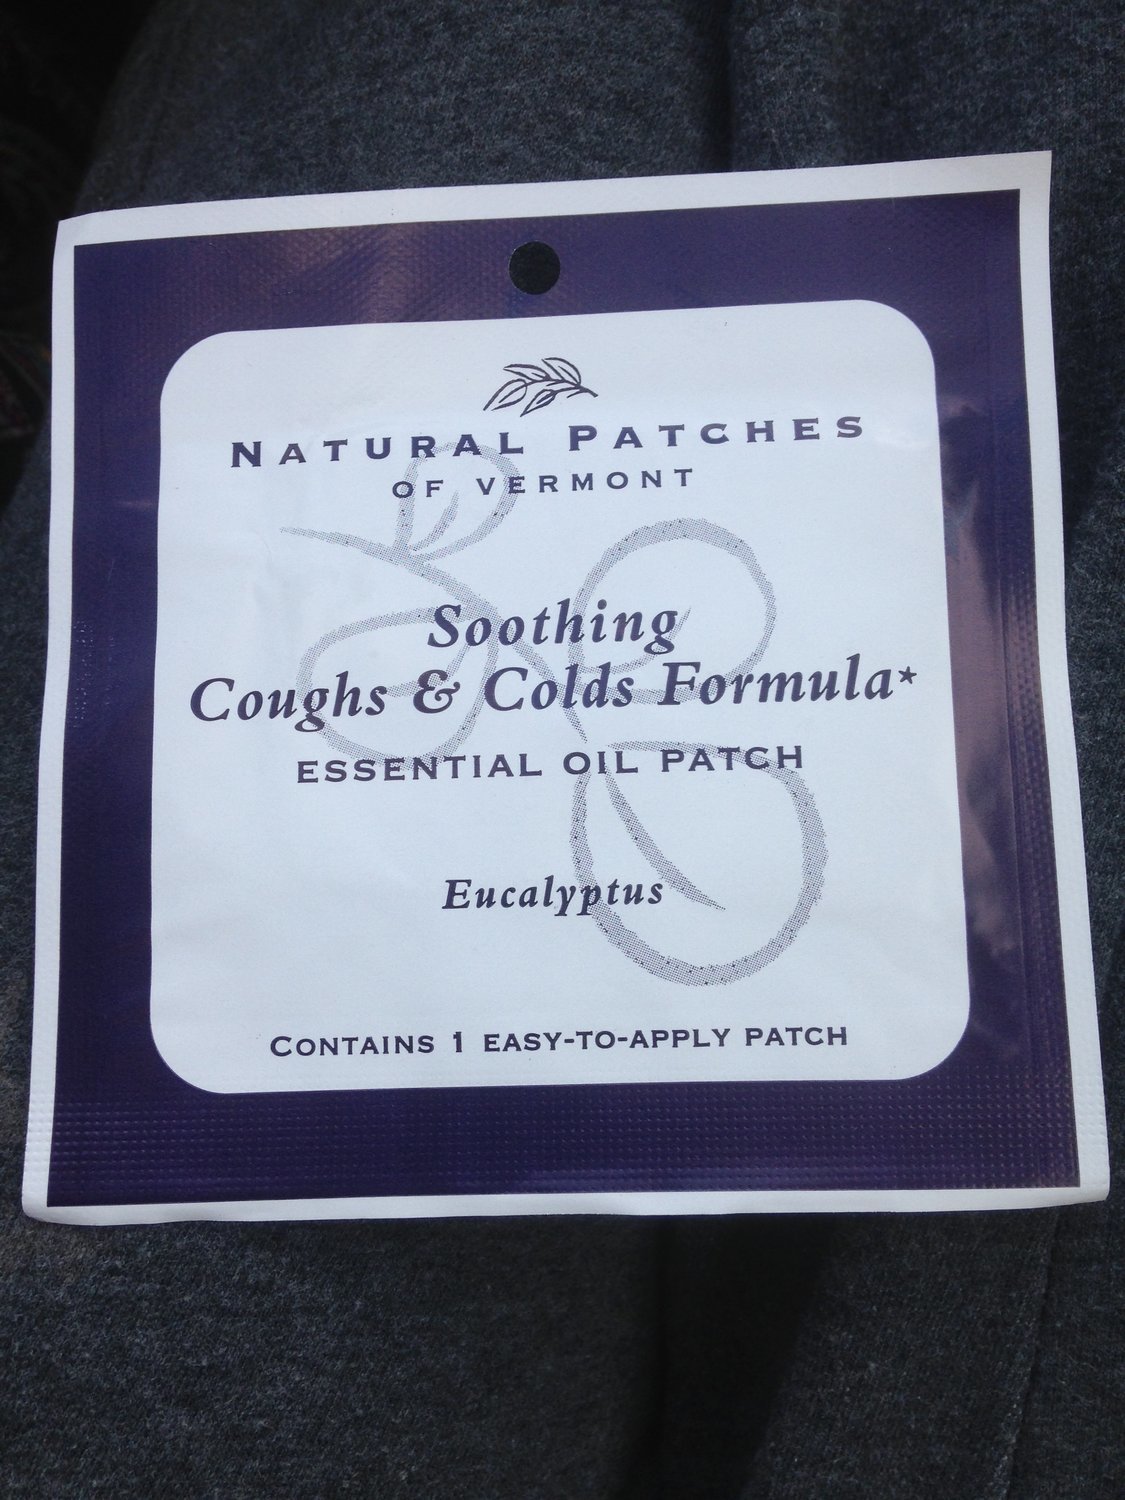 NATURAL PATCHES
OF VERMONT
Soothing
Coughs & Colds Formula*
ESSENTIAL OIL PATCH
Eucalyptus
CONTAINS 1 EASY-TO-APPLY PATCH